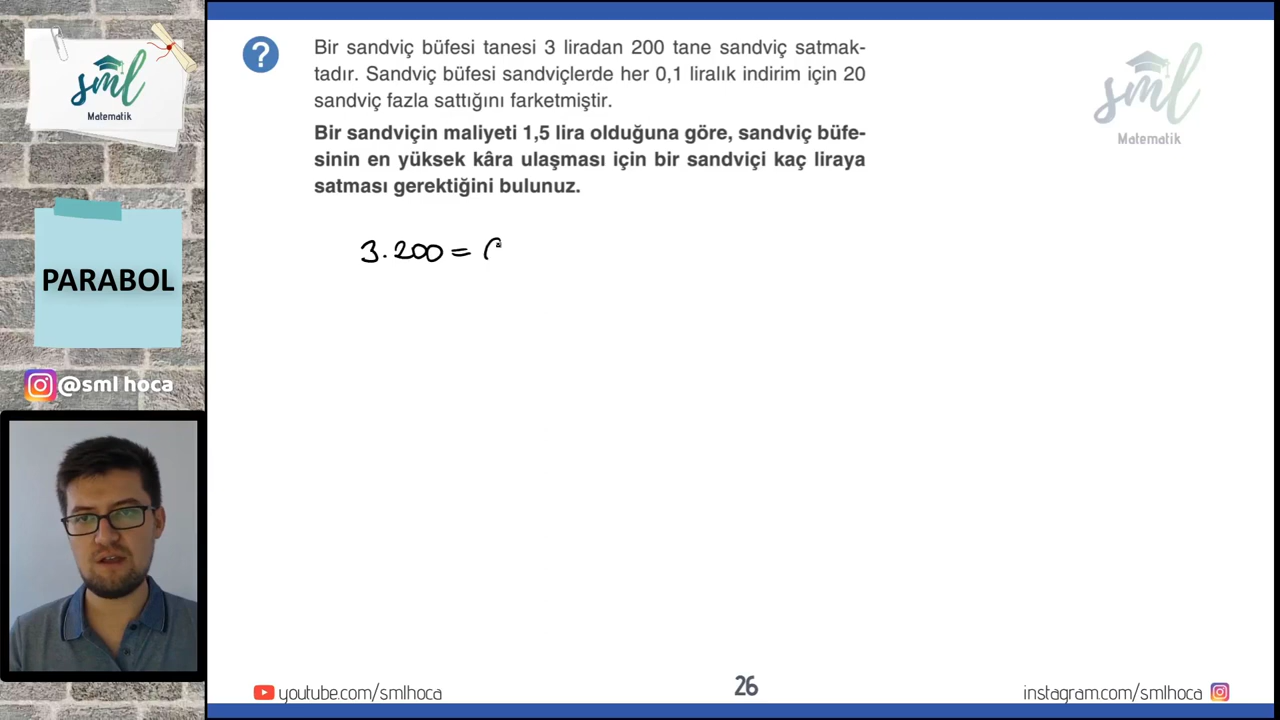 sml
Matematik
PARABOL
@sml hoca
?
Bir sandviç büfesi tanesi 3 liradan 200 tane sandviç satmak-
tadır. Sandviç büfesi sandviçlerde her 0,1 liralık indirim için 20
sandviç fazla sattığını farketmiştir.
Bir sandviçin maliyeti 1,5 lira olduğuna göre, sandviç büfe-
sinin en yüksek kâra ulaşması için bir sandviçi kaç liraya
satması gerektiğini bulunuz.
3.200 = (
sml
Matematik
youtube.com/smlhoca
26
instagram.com/smlhoca